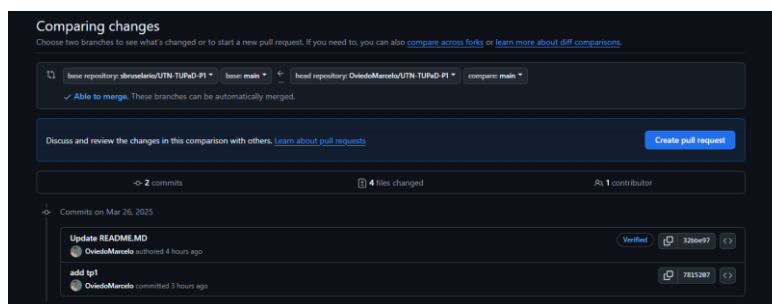 Comparing changes
Choose two branches to see what's changed or to start a new pull request. If you need to, you can also compare across forks or learn more about diff comparisons.
base repository: sbruselario/UTN-TUPaD-P1 base: main head repository: OviedoMarcelo/UTN-TUPaD-P1 compare: main
Able to merge. These branches can be automatically merged.
Discuss and review the changes in this comparison with others. Learn about pull requests Create pull request
2 commits 4 files changed 1 contributor
Commits on Mar 26, 2025
Update README.MD Verified 32bbe97
OviedoMarcelo authored 4 hours ago
add tp1 7815207
OviedoMarcelo committed 3 hours ago